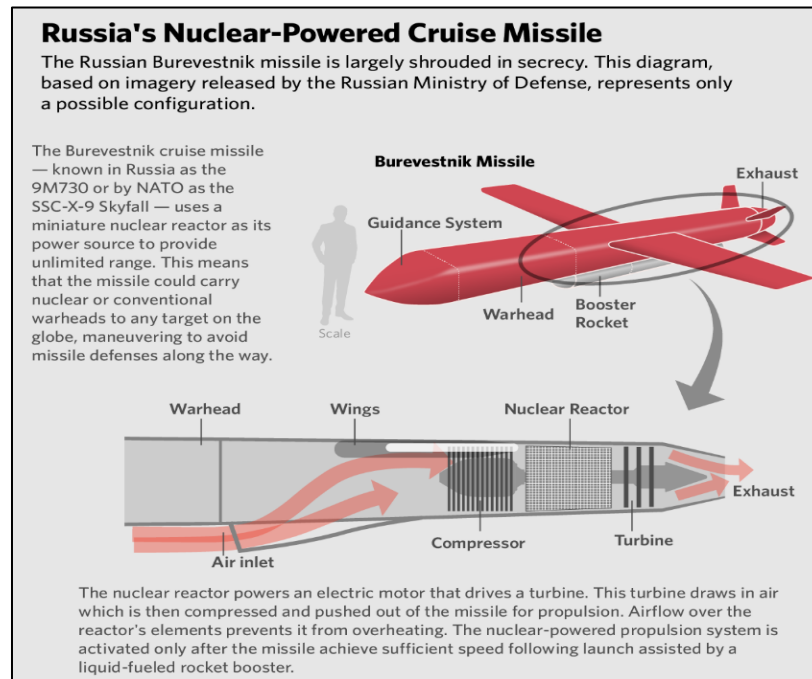 Russia's Nuclear-Powered Cruise Missile
The Russian Burevestnik missile is largely shrouded in secrecy. This diagram,
based on imagery released by the Russian Ministry of Defense, represents only
a possible configuration.
The Burevestnik cruise missile
— known in Russia as the
9M730 or by NATO as the
SSC-X-9 Skyfall — uses a
miniature nuclear reactor as its
power source to provide
unlimited range. This means
that the missile could carry
nuclear or conventional
warheads to any target on the
globe, maneuvering to avoid
missile defenses along the way.
Burevestnik Missile
Exhaust
Guidance System
Warhead
Booster
Rocket
Scale
Warhead
Wings
Nuclear Reactor
Exhaust
Air inlet
Compressor
Turbine
The nuclear reactor powers an electric motor that drives a turbine. This turbine draws in air
which is then compressed and pushed out of the missile for propulsion. Airflow over the
reactor's elements prevents it from overheating. The nuclear-powered propulsion system is
activated only after the missile achieve sufficient speed following launch assisted by a
liquid-fueled rocket booster.